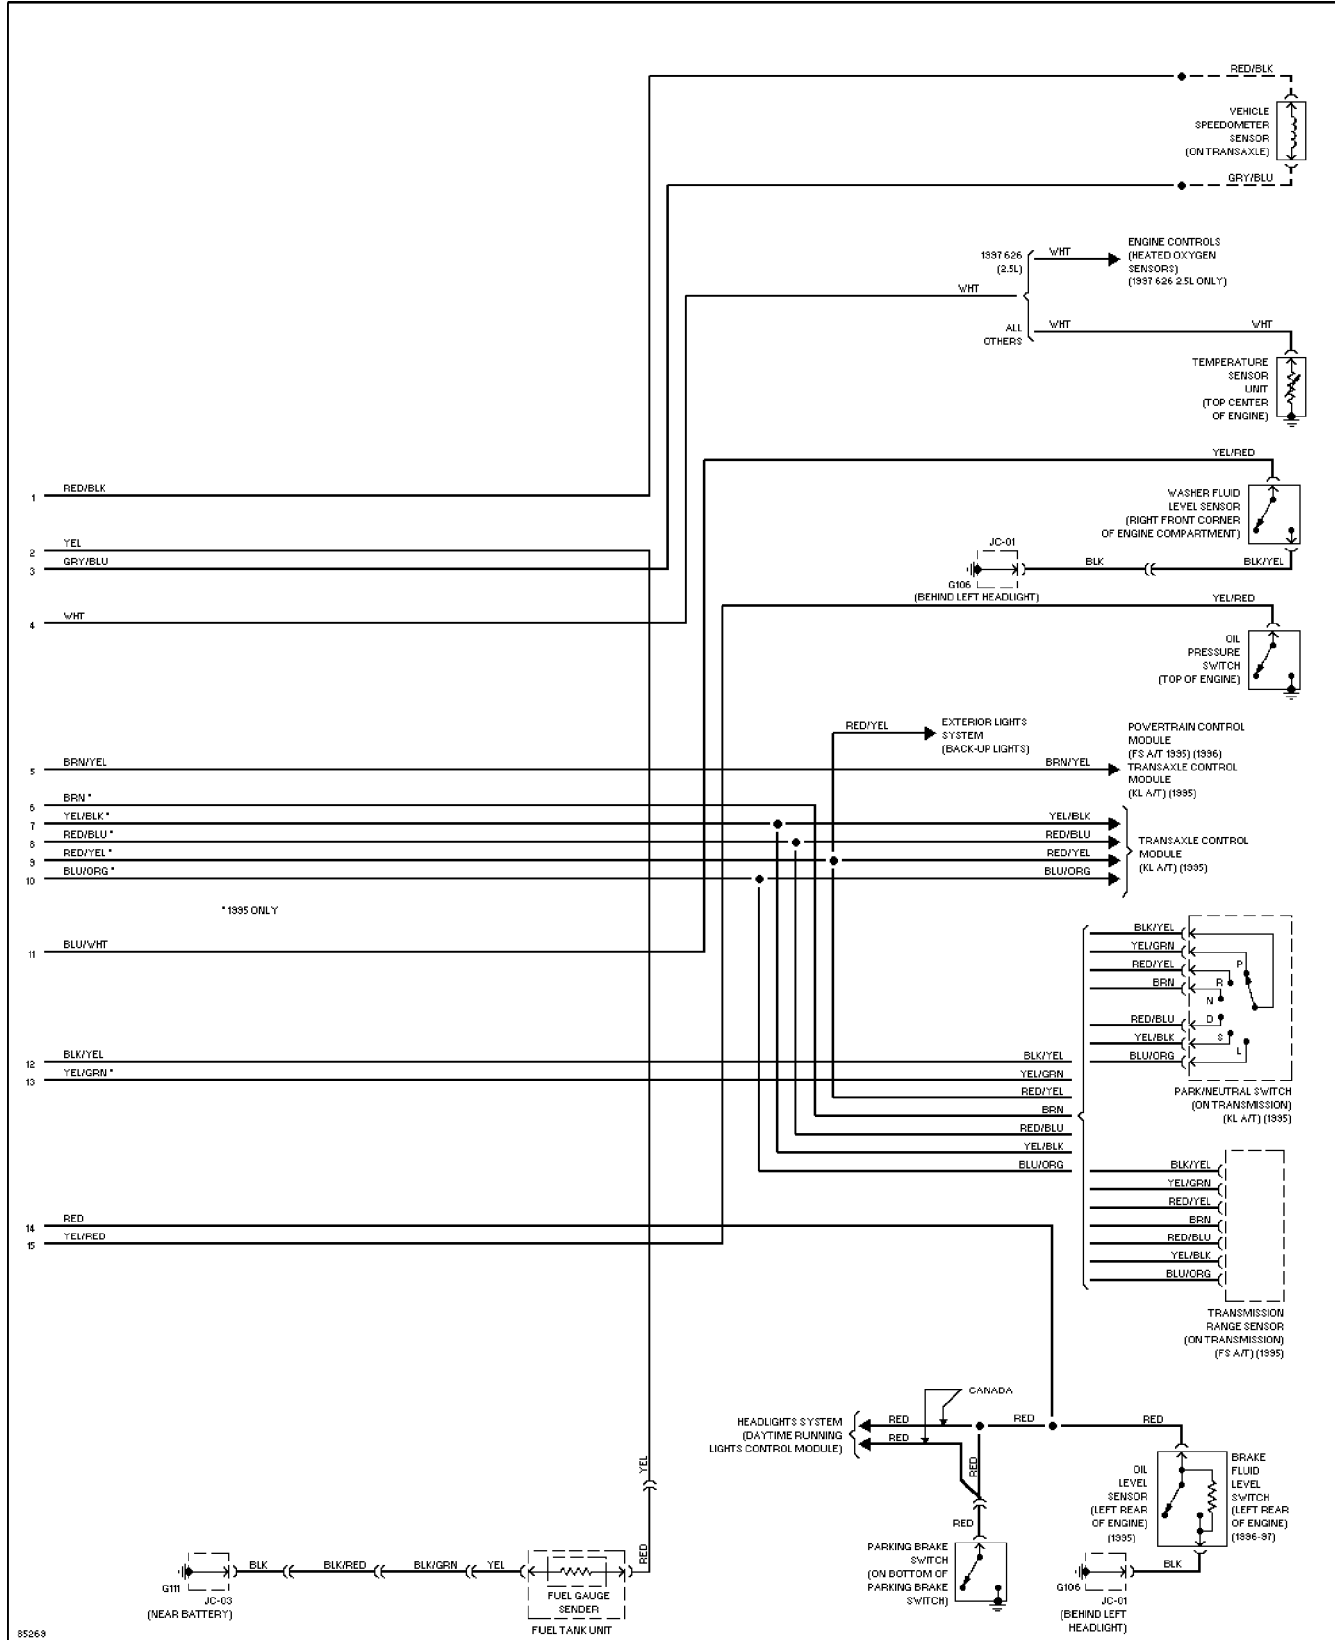 RED/BLK
VEHICLE
SPEEDOMETER
SENSOR
(ON TRANSAXLE)
GRY/BLU
1997 626
(2.5L)
WHT
ENGINE CONTROLS
(HEATED OXYGEN
SENSORS)
(1997 626 2.5L ONLY)
WHT
ALL
OTHERS
WHT
WHT
TEMPERATURE
SENSOR
UNIT
(TOP CENTER
OF ENGINE)
YEL/RED
WASHER FLUID
LEVEL SENSOR
(RIGHT FRONT CORNER
OF ENGINE COMPARTMENT)
JC-01
BLK
BLK/YEL
G106
(BEHIND LEFT HEADLIGHT)
YEL/RED
OIL
PRESSURE
SWITCH
(TOP OF ENGINE)
1 RED/BLK
2 YEL
3 GRY/BLU
4 WHT
RED/YEL
EXTERIOR LIGHTS
SYSTEM
(BACK-UP LIGHTS)
POWERTRAIN CONTROL
MODULE
(FS A/T 1995) (1996)
TRANSAXLE CONTROL
MODULE
(KL A/T) (1995)
5 BRN/YEL
BRN/YEL
6 BRN *
7 YEL/BLK *
YEL/BLK
8 RED/BLU *
RED/BLU
9 RED/YEL *
RED/YEL
10 BLU/ORG *
BLU/ORG
TRANSAXLE CONTROL
MODULE
(KL A/T) (1995)
* 1995 ONLY
11 BLU/WHT
BLK/YEL
YEL/GRN
RED/YEL
BRN
RED/BLU
YEL/BLK
BLU/ORG
P
R
N
D
S
L
PARK/NEUTRAL SWITCH
(ON TRANSMISSION)
(KL A/T) (1995)
12 BLK/YEL
BLK/YEL
13 YEL/GRN *
YEL/GRN
RED/YEL
BRN
RED/BLU
YEL/BLK
BLU/ORG
BLK/YEL
YEL/GRN
RED/YEL
BRN
RED/BLU
YEL/BLK
BLU/ORG
TRANSMISSION
RANGE SENSOR
(ON TRANSMISSION)
(FS A/T) (1995)
14 RED
15 YEL/RED
CANADA
HEADLIGHTS SYSTEM
(DAYTIME RUNNING
LIGHTS CONTROL MODULE)
RED
RED
RED
RED
RED
RED
PARKING BRAKE
SWITCH
(ON BOTTOM OF
PARKING BRAKE
SWITCH)
OIL
LEVEL
SENSOR
(LEFT REAR
OF ENGINE)
(1995)
BRAKE
FLUID
LEVEL
SWITCH
(LEFT REAR
OF ENGINE)
(1996-97)
BLK
G106
JC-01
(BEHIND LEFT
HEADLIGHT)
YEL
RED
BLK
BLK/RED
BLK/GRN
YEL
G111
JC-03
(NEAR BATTERY)
FUEL GAUGE
SENDER
FUEL TANK UNIT
85269